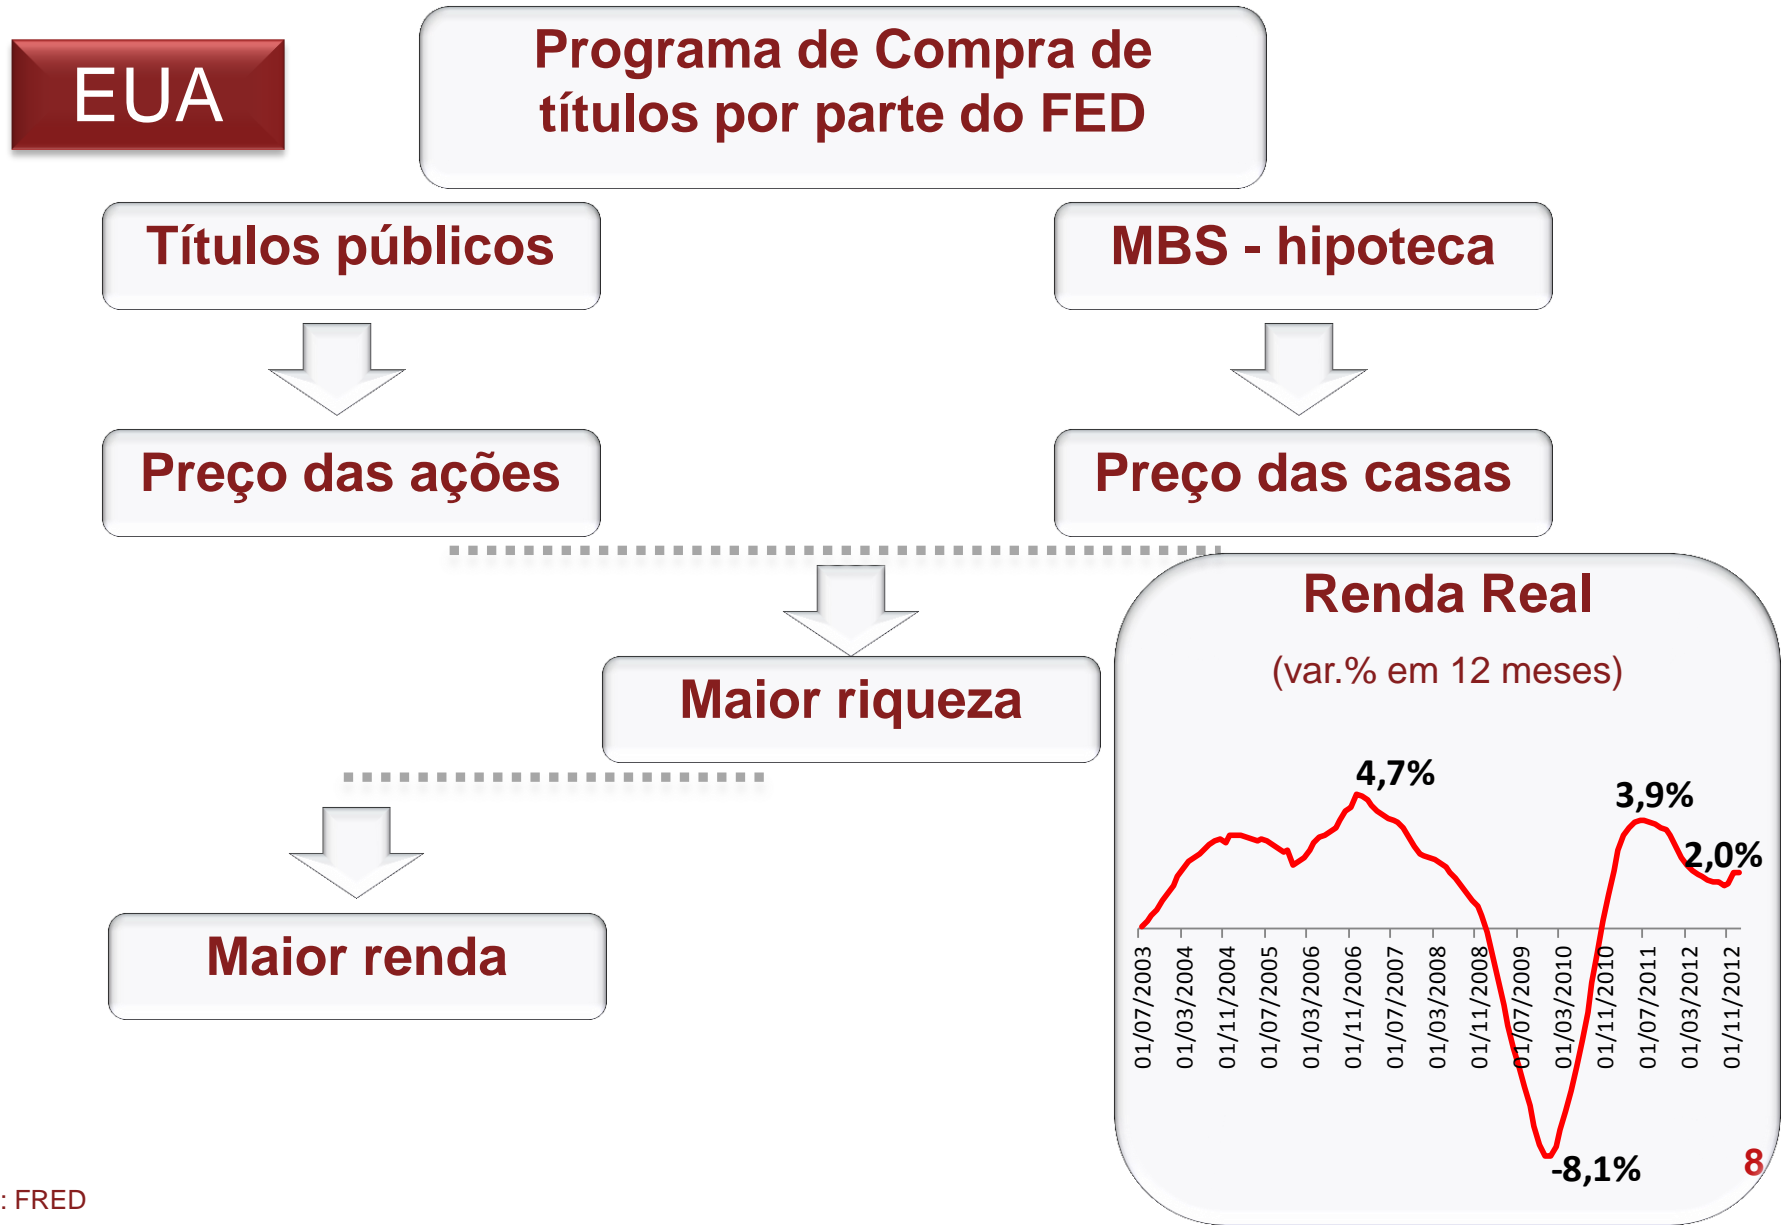 EUA
Programa de Compra de
títulos por parte do FED
Títulos públicos
MBS - hipoteca
Preço das ações
Preço das casas
Maior riqueza
Maior renda
Renda Real
(var.% em 12 meses)
4,7%
3,9%
2,0%
-8,1%
01/07/2003
01/03/2004
01/11/2004
01/07/2005
01/03/2006
01/11/2006
01/07/2007
01/03/2008
01/11/2008
01/07/2009
01/03/2010
01/11/2010
01/07/2011
01/03/2012
01/11/2012
8
: FRED